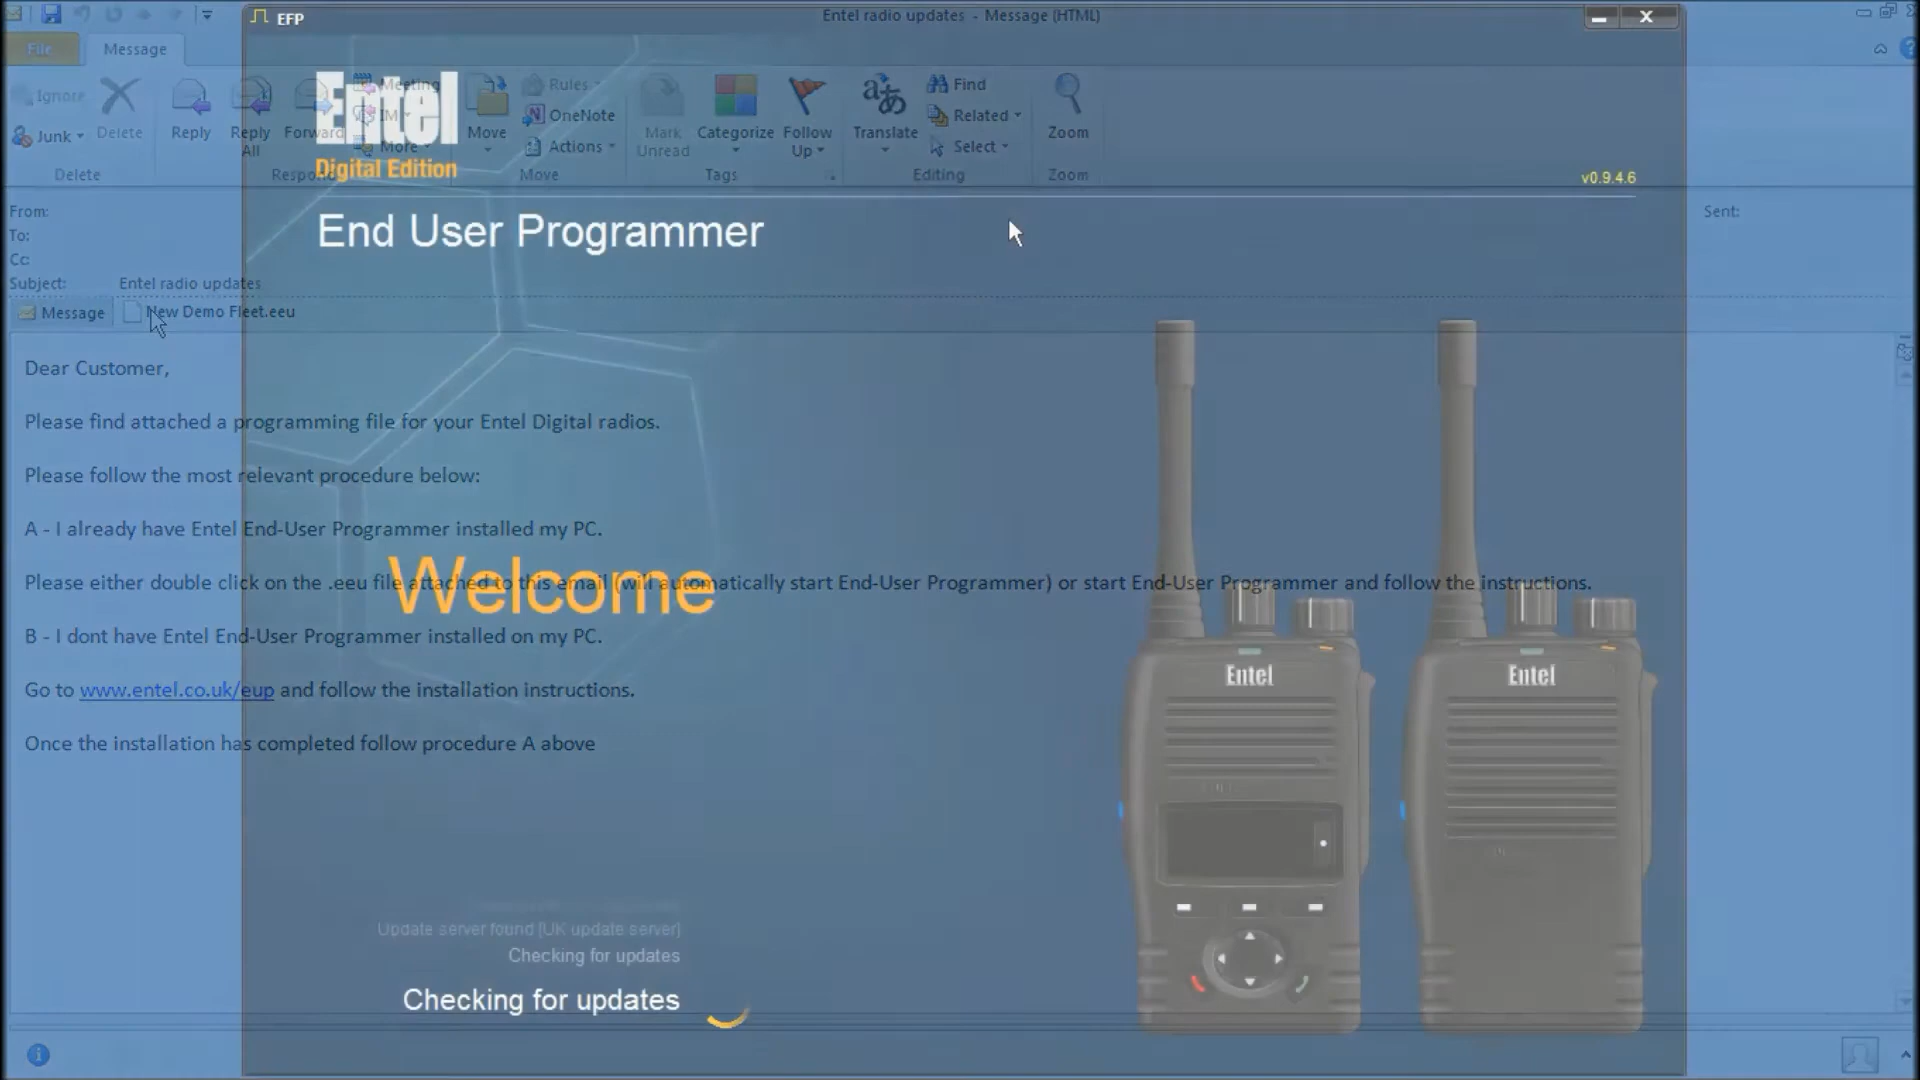 EFP
Entel radio updates - Message (HTML)
File
Message
Ignore
Junk
Delete
Reply
Reply All
Forward
Meeting
IM
More
Move
Rules
OneNote
Actions
Mark Unread
Categorize
Follow Up
Translate
Find
Related
Select
Zoom
Delete
Respond
Move
Tags
Editing
Zoom
Entel
Digital Edition
v0.9.4.6
End User Programmer
From:
Sent:
To:
Cc:
Subject: Entel radio updates
Message
New Demo Fleet.eeu
Dear Customer,
Please find attached a programming file for your Entel Digital radios.
Please follow the most relevant procedure below:
A - I already have Entel End-User Programmer installed my PC.
Welcome
Please either double click on the .eeu file attached to this email (will automatically start End-User Programmer) or start End-User Programmer and follow the instructions.
B - I dont have Entel End-User Programmer installed on my PC.
Go to www.entel.co.uk/eup and follow the installation instructions.
Once the installation has completed follow procedure A above
Entel
Entel
Update server found [UK update server]
Checking for updates
Checking for updates